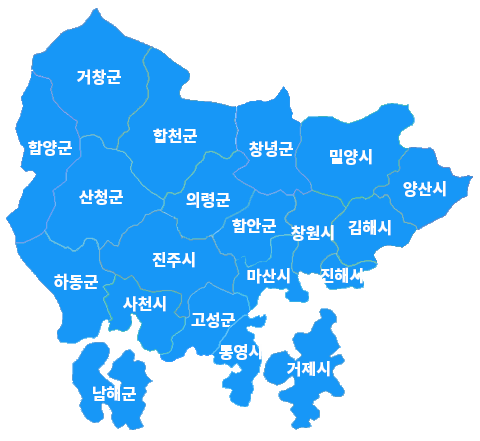 거창군
합천군
함양군
창녕군
밀양시
양산시
산청군
의령군
함안군
창원시
김해시
진주시
하동군
마산시
진해시
사천시
고성군
통영시
거제시
남해군